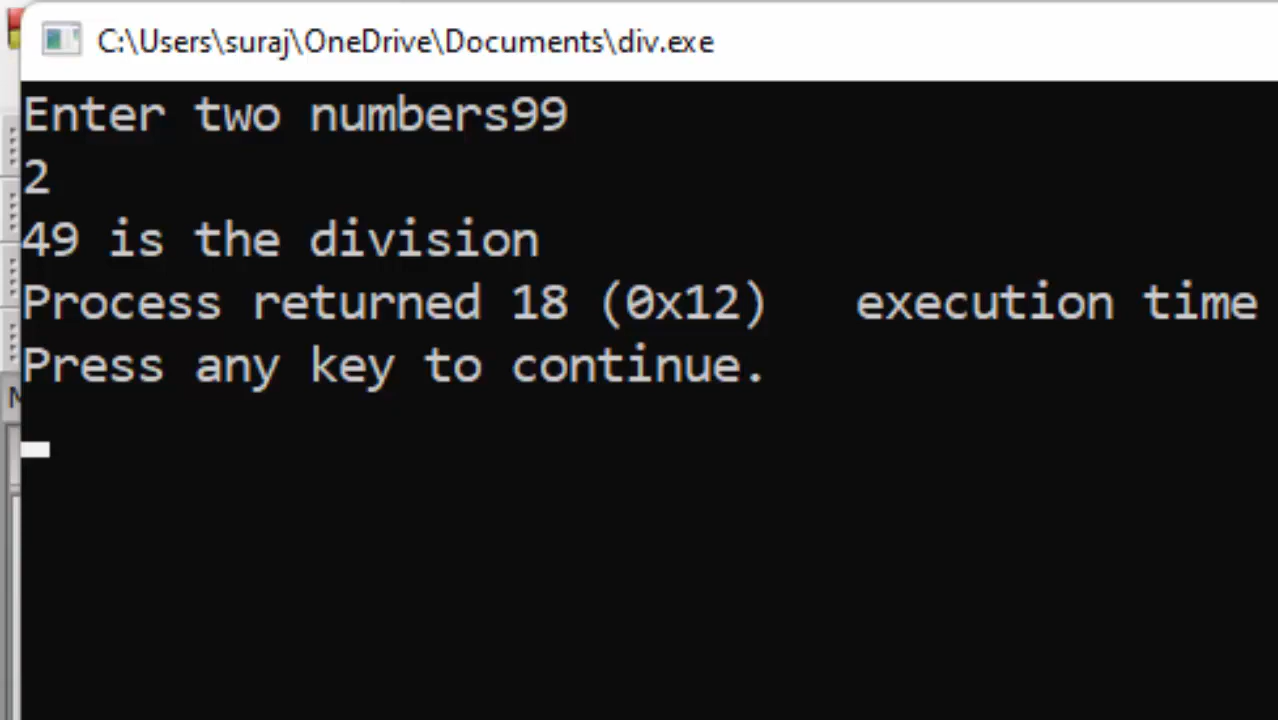 C:\Users\suraj\OneDrive\Documents\div.exe
Enter two numbers99
2
49 is the division
Process returned 18 (0x12)   execution time
Press any key to continue.